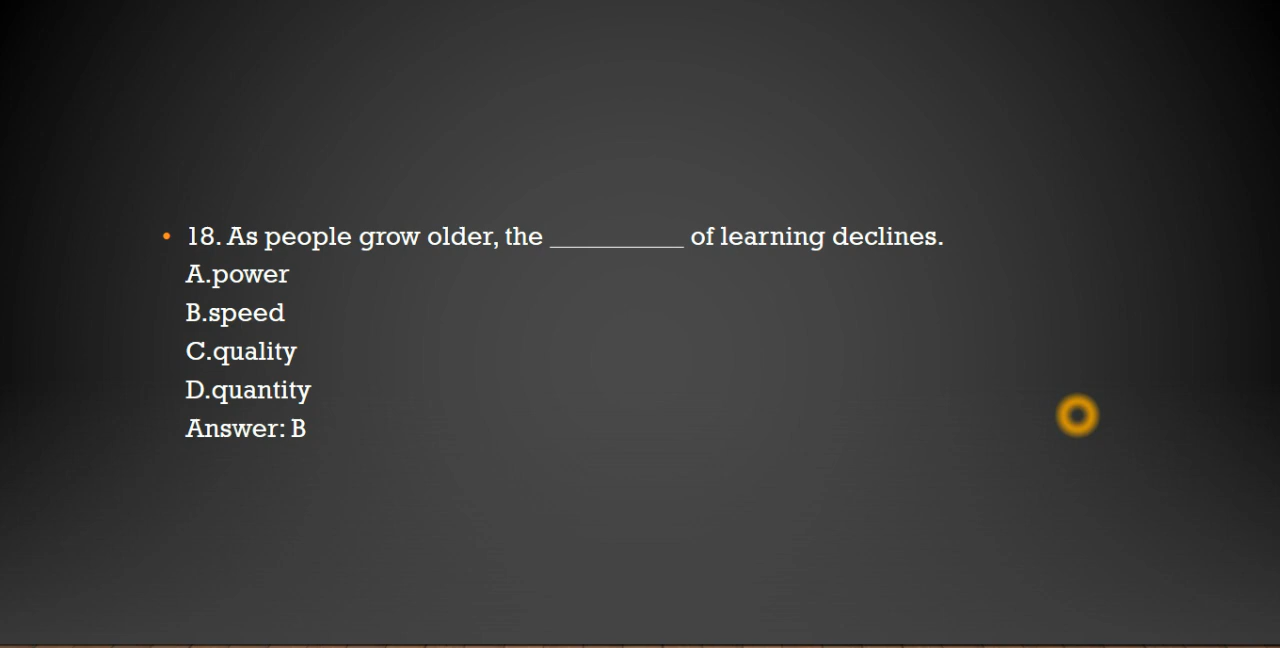 • 18. As people grow older, the __________ of learning declines.
A.power
B.speed
C.quality
D.quantity
Answer: B